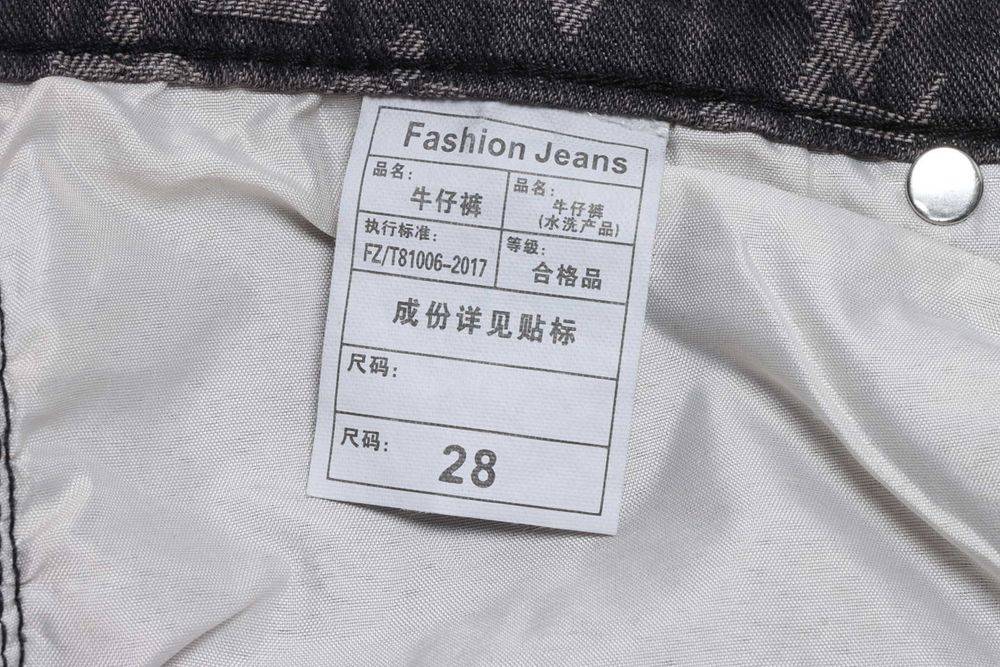 Fashion Jeans
品名:
牛仔裤
品名:
牛仔裤
(水洗产品)
执行标准:
FZ/T81006-2017
等级:
合格品
成份详见贴标
尺码:
尺码:
28